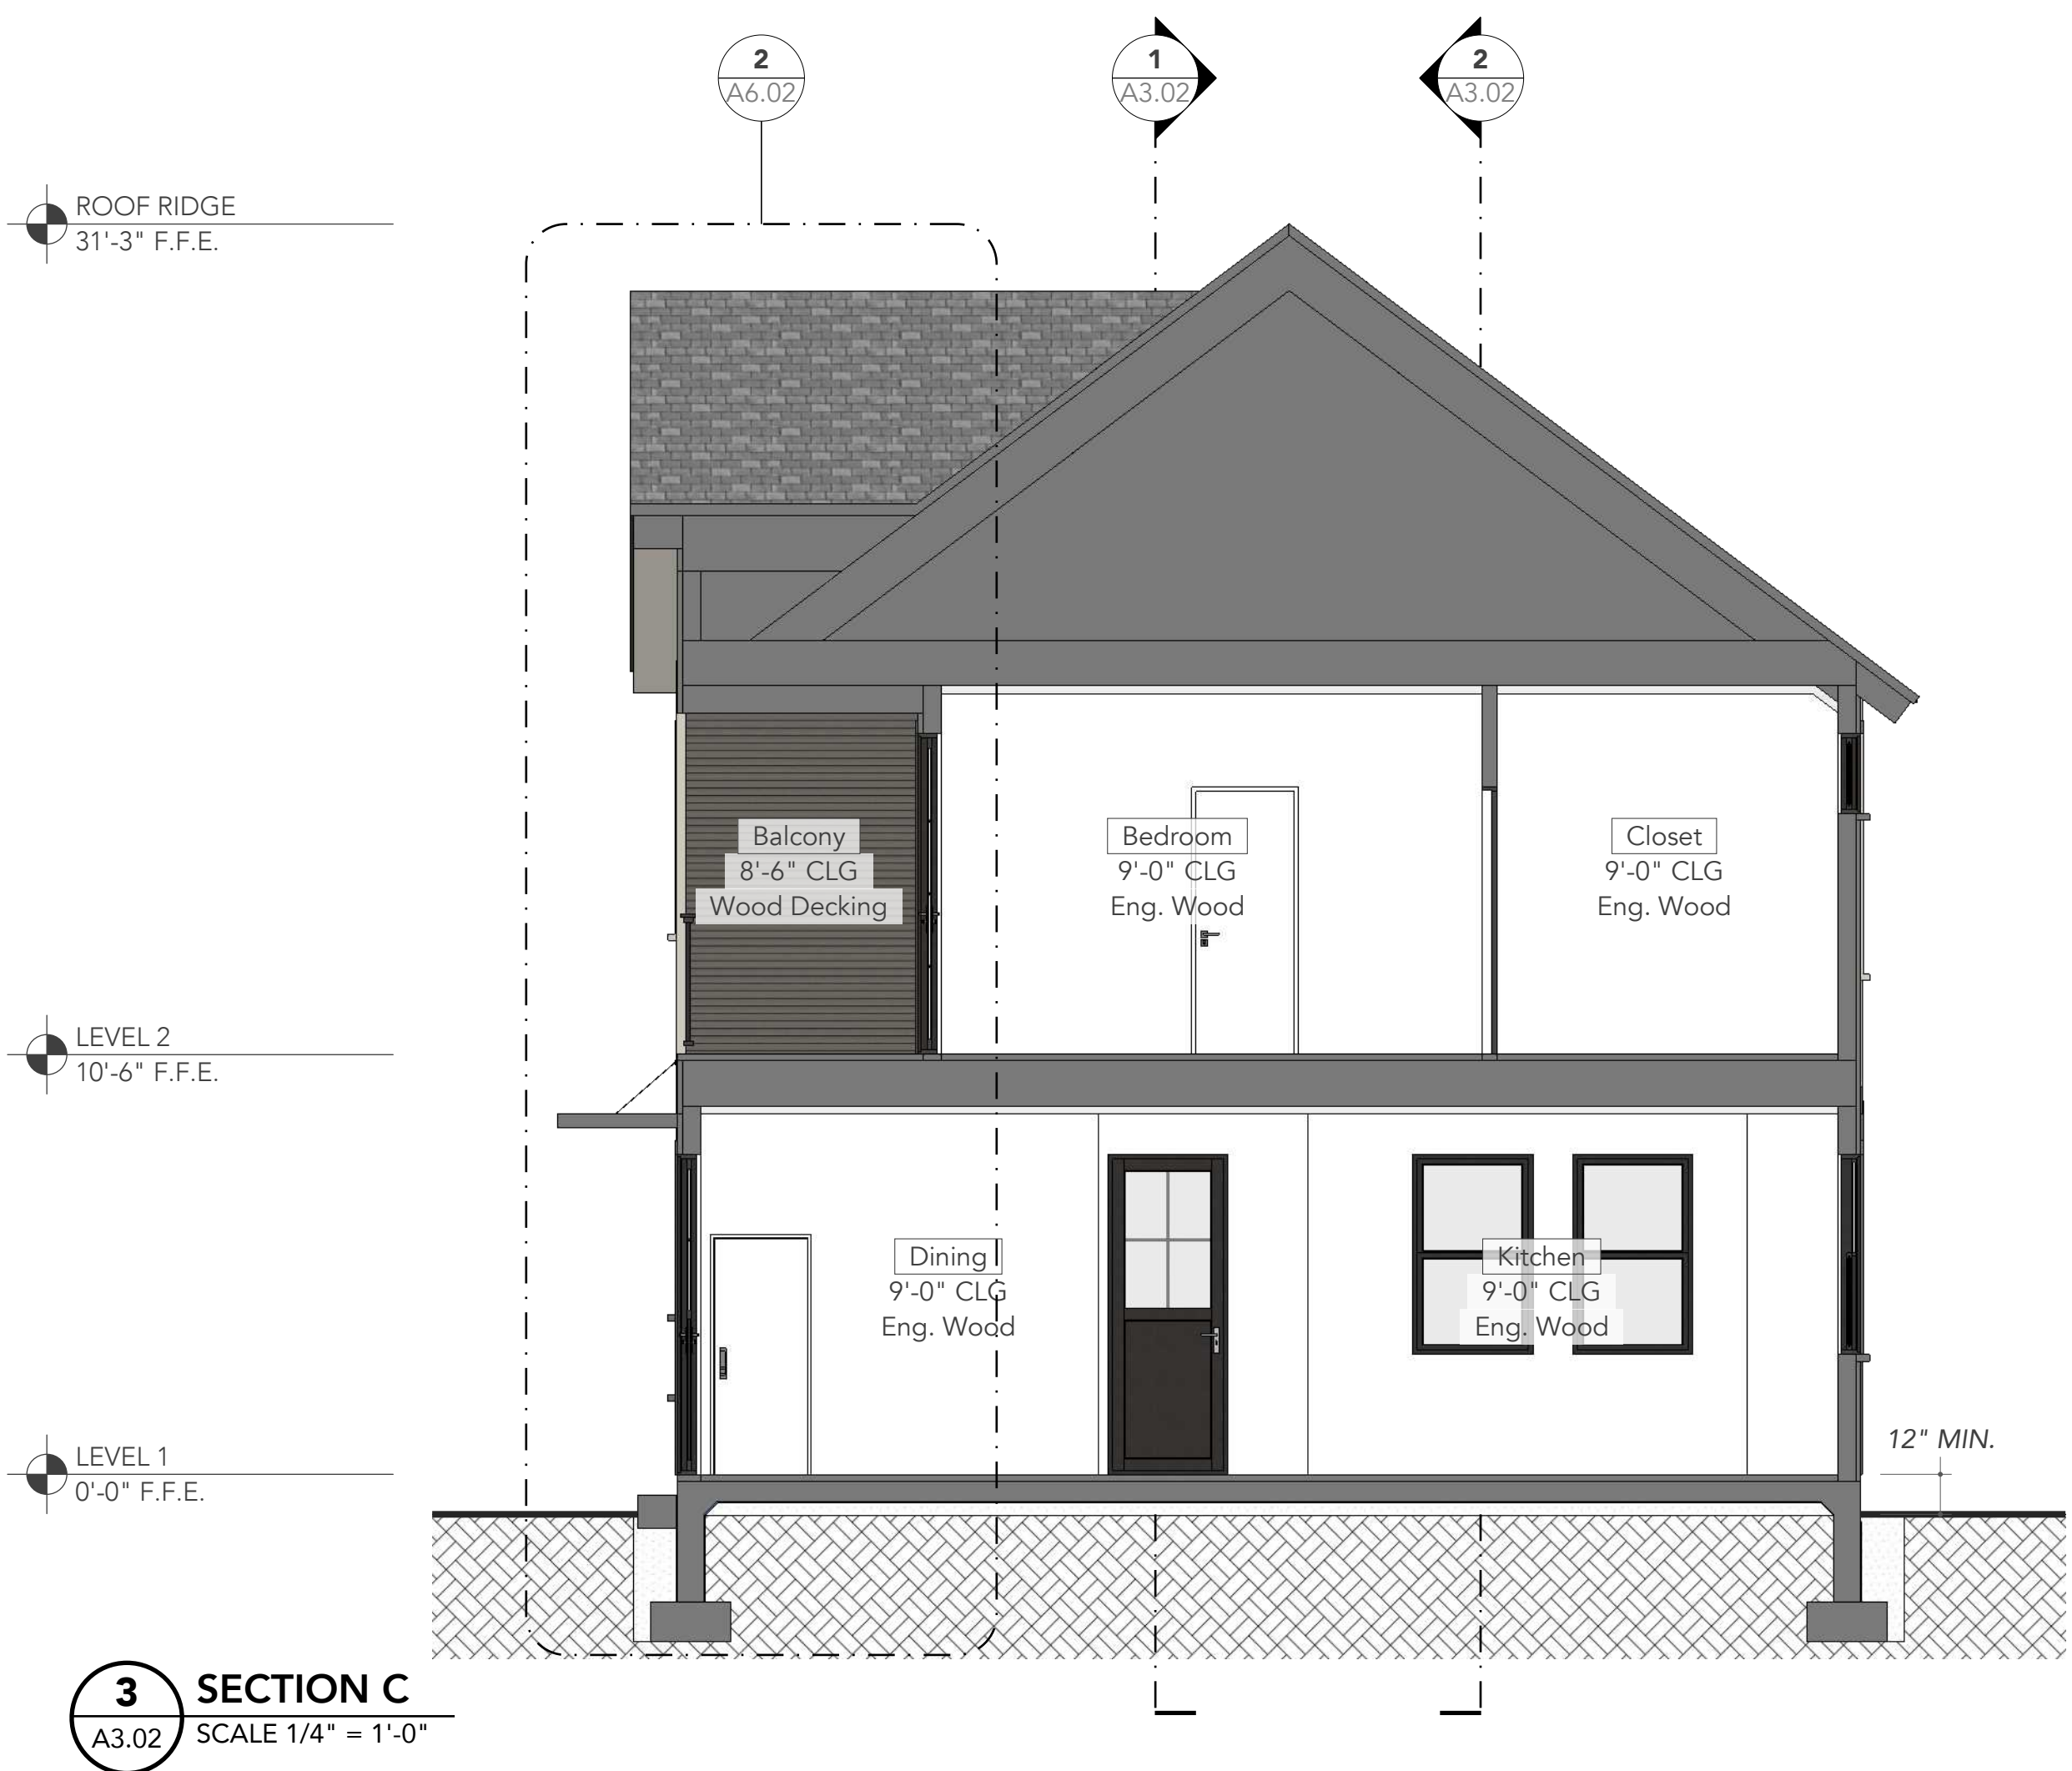 2
A6.02
1
A3.02
2
A3.02
ROOF RIDGE
31'-3" F.F.E.
Balcony
8'-6" CLG
Wood Decking
Bedroom
9'-0" CLG
Eng. Wood
Closet
9'-0" CLG
Eng. Wood
LEVEL 2
10'-6" F.F.E.
Dining
9'-0" CLG
Eng. Wood
Kitchen
9'-0" CLG
Eng. Wood
12" MIN.
LEVEL 1
0'-0" F.F.E.
3
A3.02
SECTION C
SCALE 1/4" = 1'-0"